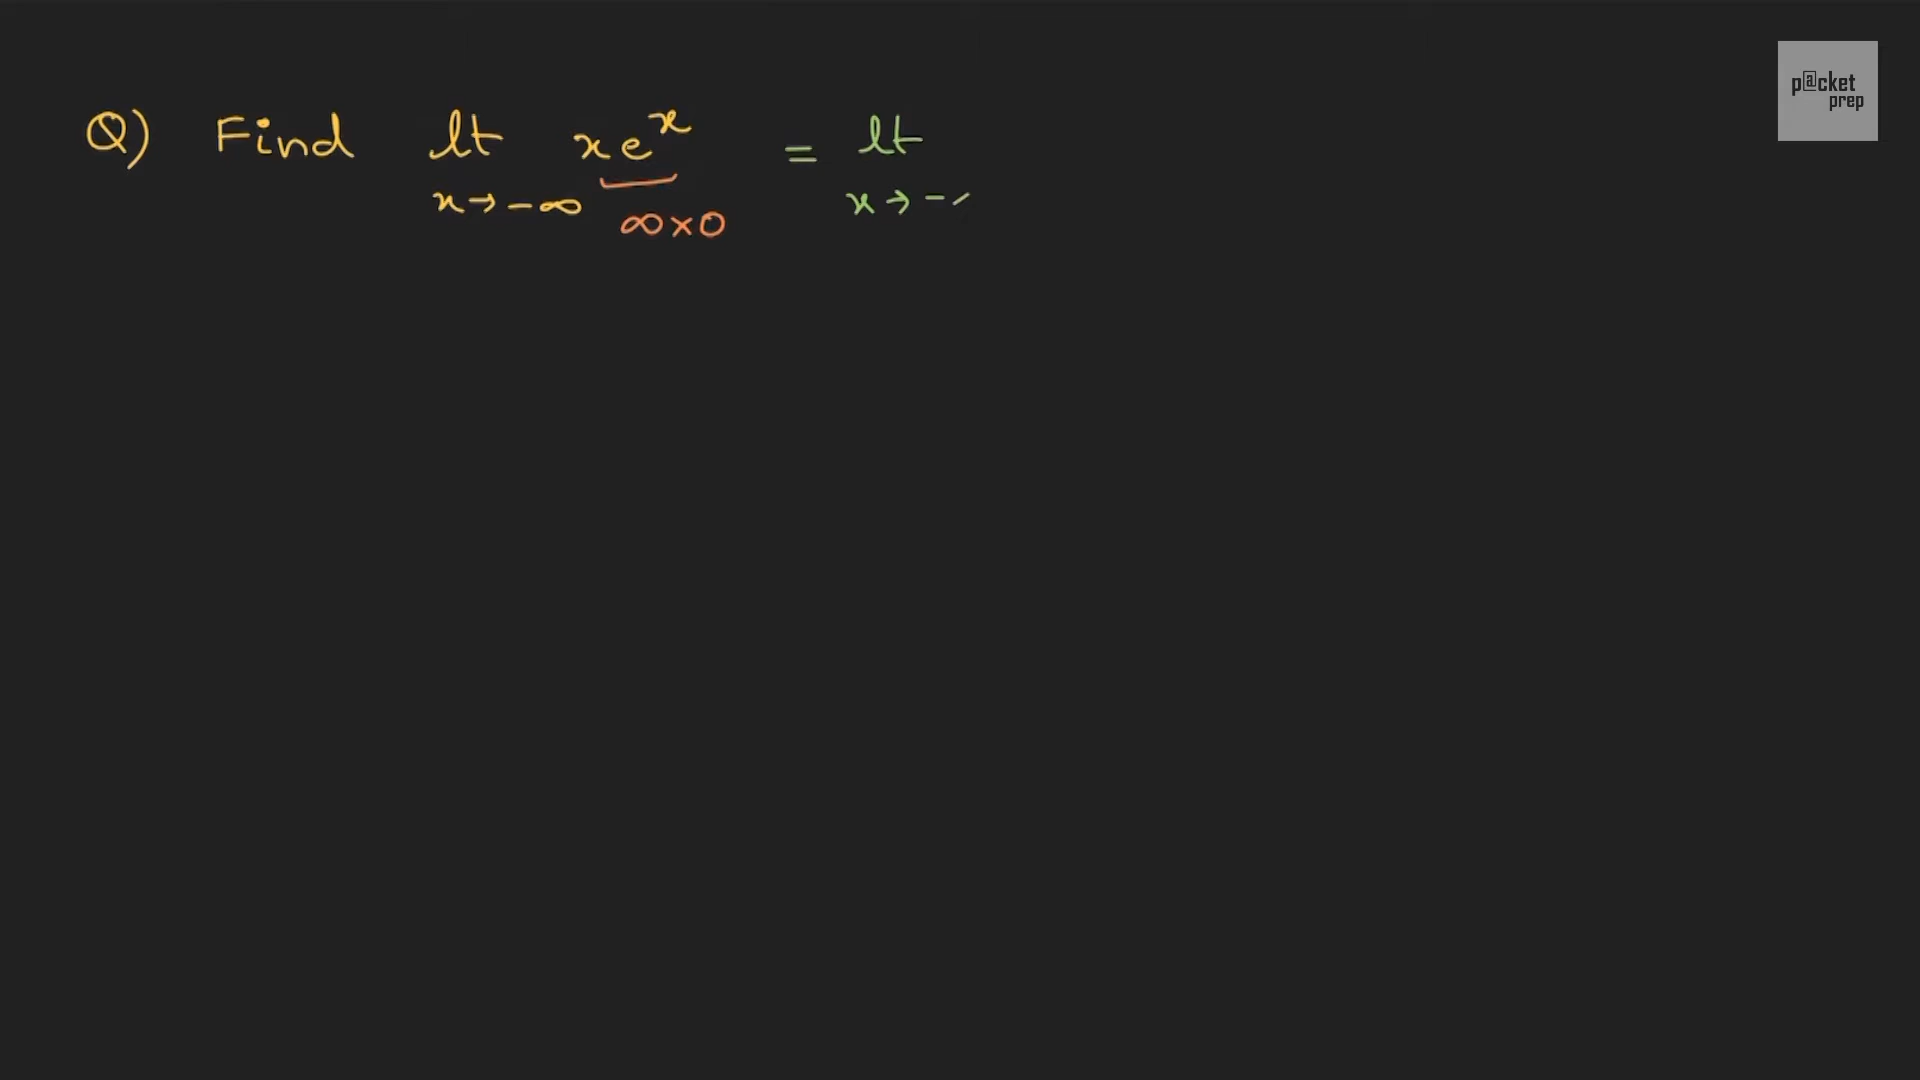 Q) Find lt xe^x = lt
x→-∞ ∞×0 x→-
p@cket
prep